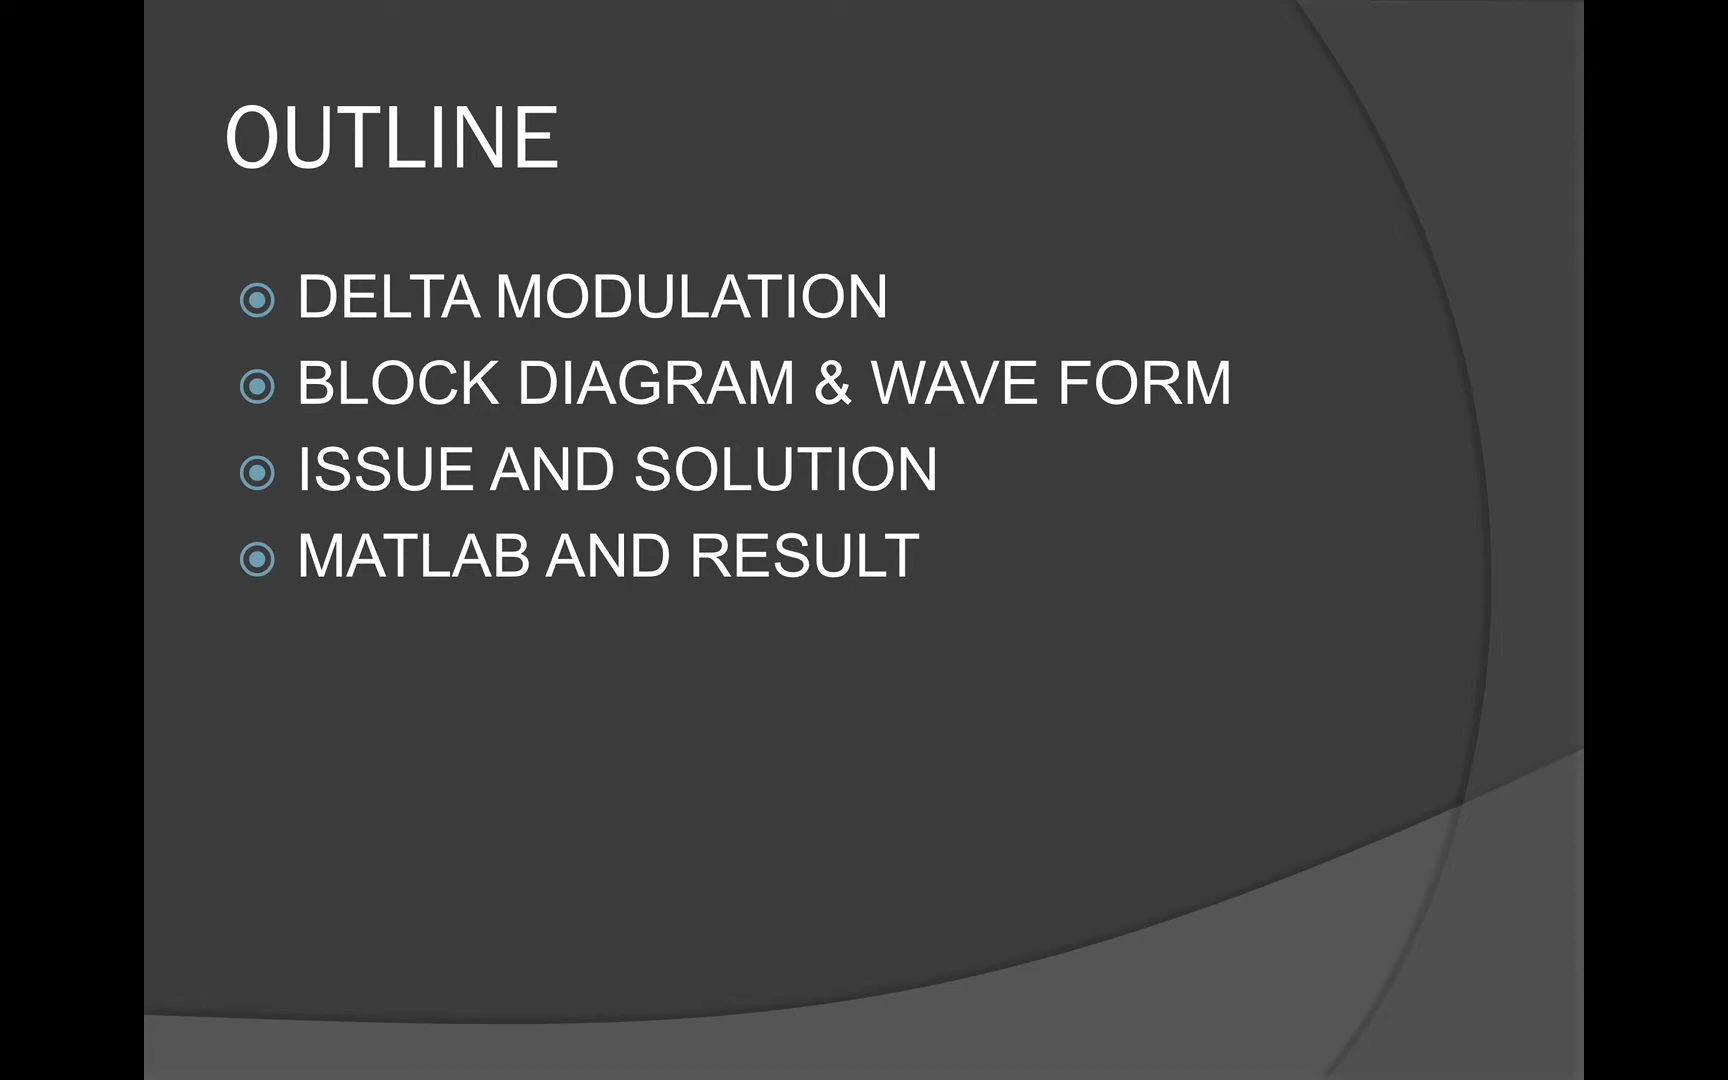 OUTLINE
DELTA MODULATION
BLOCK DIAGRAM & WAVE FORM
ISSUE AND SOLUTION
MATLAB AND RESULT